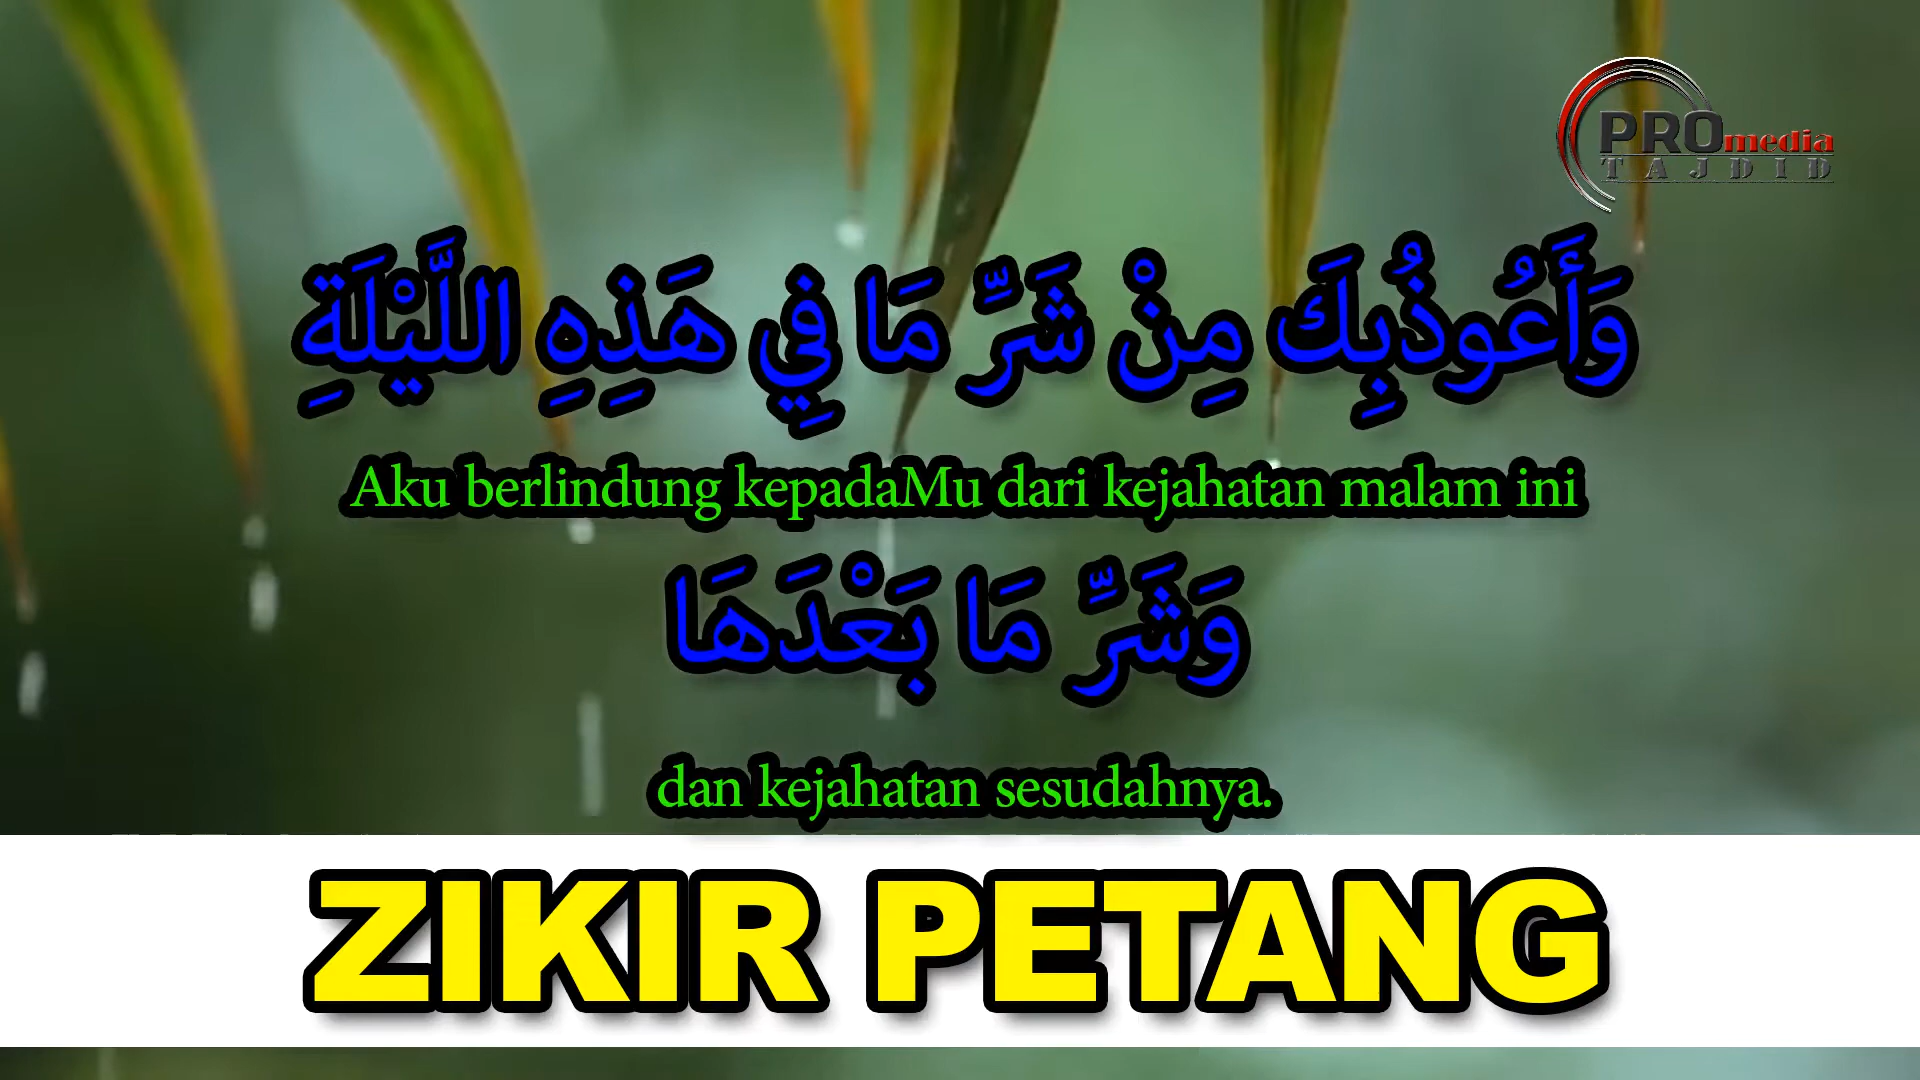 PROmedia
TAJDID
وَأَعُوذُبِكَ مِنْ شَرِّ مَا فِي هَذِهِ اللَّيْلَةِ
Aku berlindung kepadaMu dari kejahatan malam ini
وَشَرِّ مَا بَعْدَهَا
dan kejahatan sesudahnya.
ZIKIR PETANG